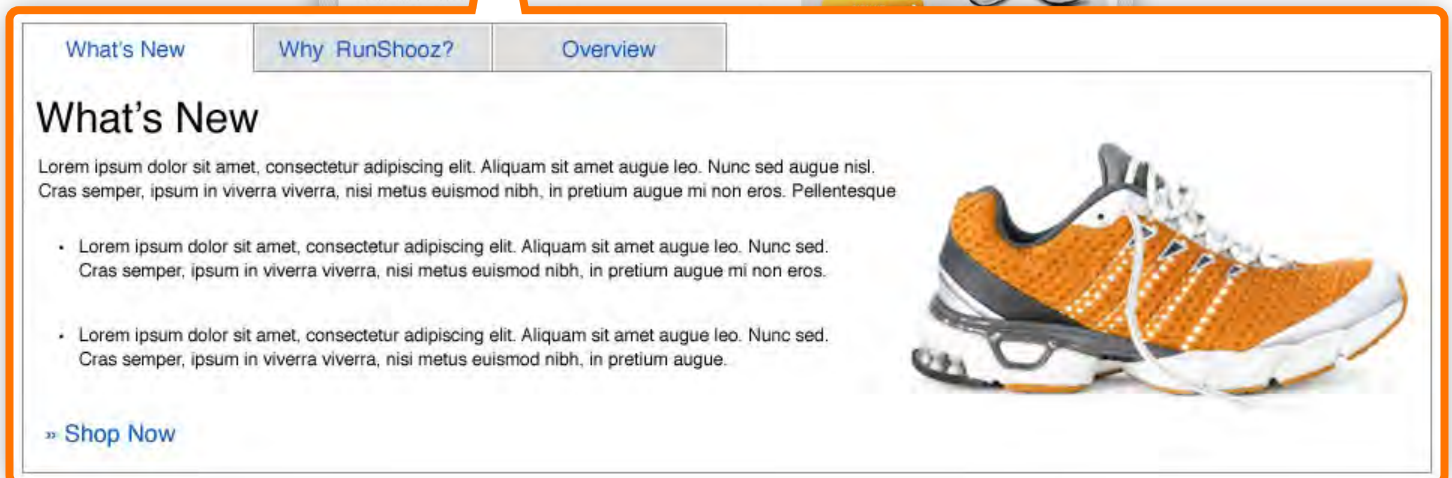 What's New
Why RunShooz?
Overview
What's New
Lorem ipsum dolor sit amet, consectetur adipiscing elit. Aliquam sit amet augue leo. Nunc sed augue nisl.
Cras semper, ipsum in viverra viverra, nisi metus euismod nibh, in pretium augue mi non eros. Pellentesque
• Lorem ipsum dolor sit amet, consectetur adipiscing elit. Aliquam sit amet augue leo. Nunc sed.
Cras semper, ipsum in viverra viverra, nisi metus euismod nibh, in pretium augue mi non eros.
• Lorem ipsum dolor sit amet, consectetur adipiscing elit. Aliquam sit amet augue leo. Nunc sed.
Cras semper, ipsum in viverra viverra, nisi metus euismod nibh, in pretium augue.
» Shop Now